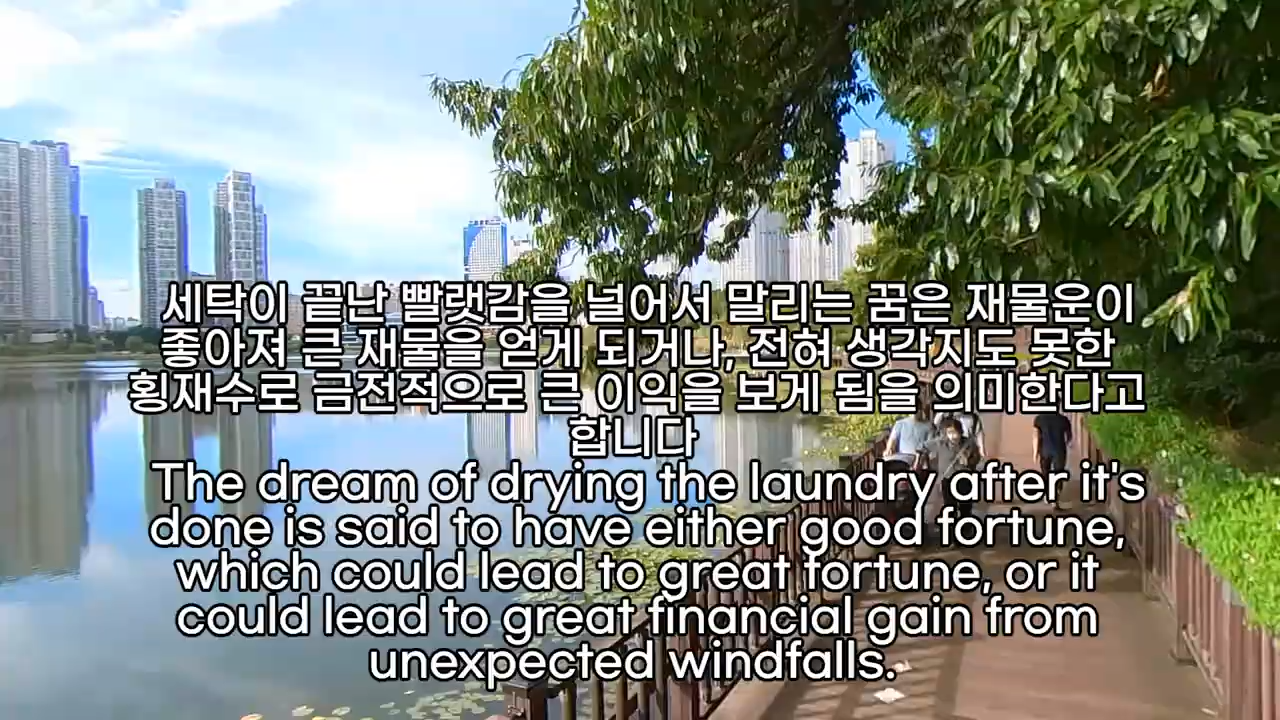 세탁이 끝난 빨랫감을 널어서 말리는 꿈은 재물운이
좋아져 큰 재물을 얻게 되거나, 전혀 생각지도 못한
횡재수로 금전적으로 큰 이익을 보게 됨을 의미한다고
합니다
The dream of drying the laundry after it's
done is said to have either good fortune,
which could lead to great fortune, or it
could lead to great financial gain from
unexpected windfalls.